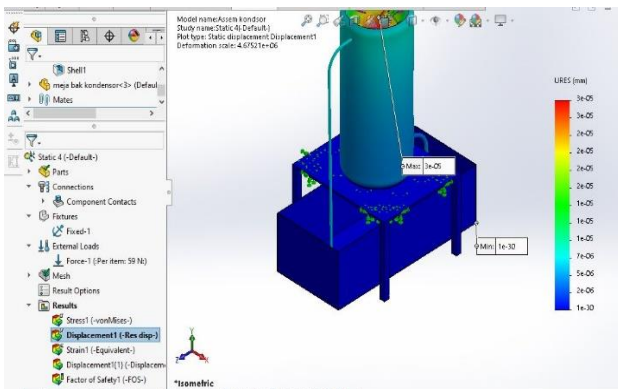 Model name:Assem kondsor
Study name:Static 4(-Default-)
Plot type: Static displacement Displacement1
Deformation scale: 4.67521e+06
Shell1
meja bak kondensor<3> (Defaul
Mates
Static 4 (-Default-)
Parts
Connections
Component Contacts
Fixtures
Fixed-1
External Loads
Force-1 (:Per item: 59 N:)
Mesh
Result Options
Results
Stress1 (-vonMises-)
Displacement1 (-Res disp-)
Strain1 (-Equivalent-)
Displacement1{1} (-Displacem
Factor of Safety1 (-FOS-)
Max: 3e-05
Min: 1e-30
URES (mm)
3e-05
3e-05
2e-05
2e-05
2e-05
2e-05
1e-05
1e-05
1e-05
7e-06
5e-06
2e-06
1e-30
Y
Z
X
*Isometric